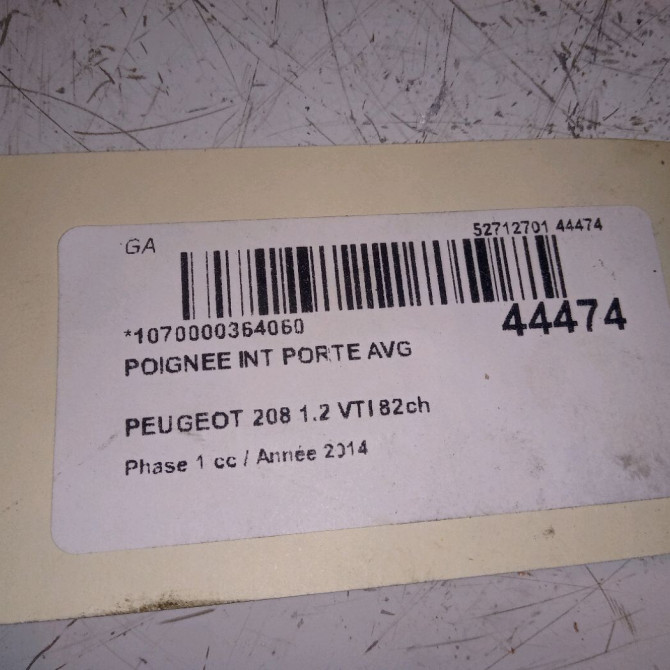 GA
52712701 44474
*1070000364060
44474
POIGNEE INT PORTE AVG
PEUGEOT 208 1.2 VTI 82ch
Phase 1 cc / Année 2014